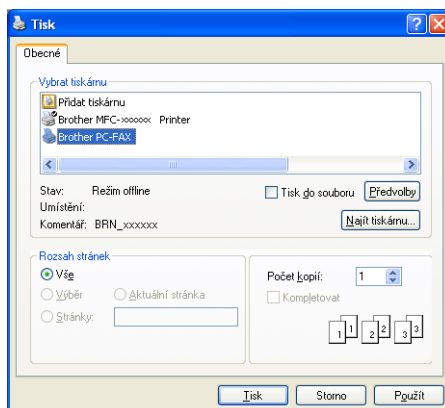 Tisk
Obecné
Vybrat tiskárnu
Přidat tiskárnu
Brother MFC-xxxxxx Printer
Brother PC-FAX
Stav: Režim offline
Umístění:
Komentář: BRN_xxxxxx
Tisk do souboru
Předvolby
Najít tiskárnu...
Rozsah stránek
Vše
Výběr
Aktuální stránka
Stránky:
Počet kopií: 1
Kompletovat
1 1 2 2 3 3
Tisk
Storno
Použít